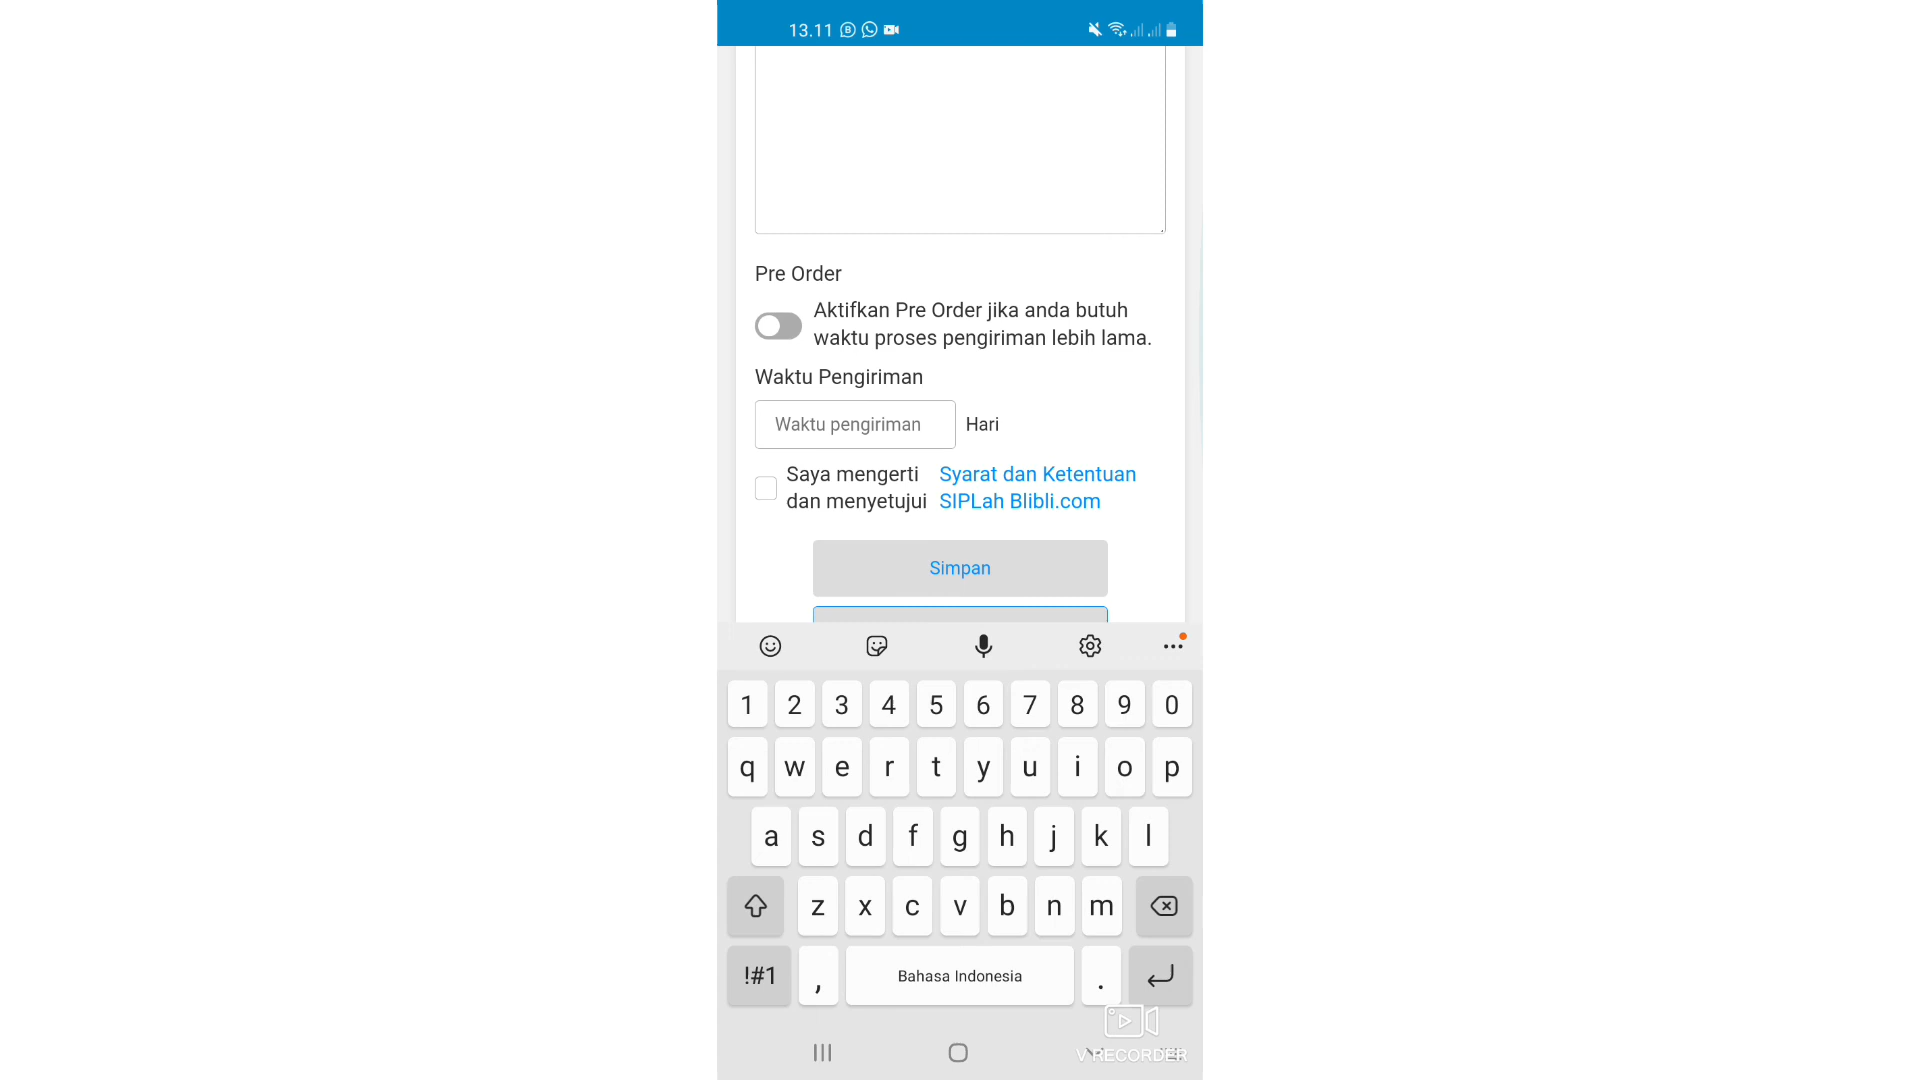 13.11
Pre Order
Aktifkan Pre Order jika anda butuh
waktu proses pengiriman lebih lama.
Waktu Pengiriman
Waktu pengiriman Hari
Saya mengerti Syarat dan Ketentuan
dan menyetujui SIPLah Blibli.com
Simpan
1 2 3 4 5 6 7 8 9 0
q w e r t y u i o p
a s d f g h j k l
z x c v b n m
!#1 , Bahasa Indonesia .
V RECORDER